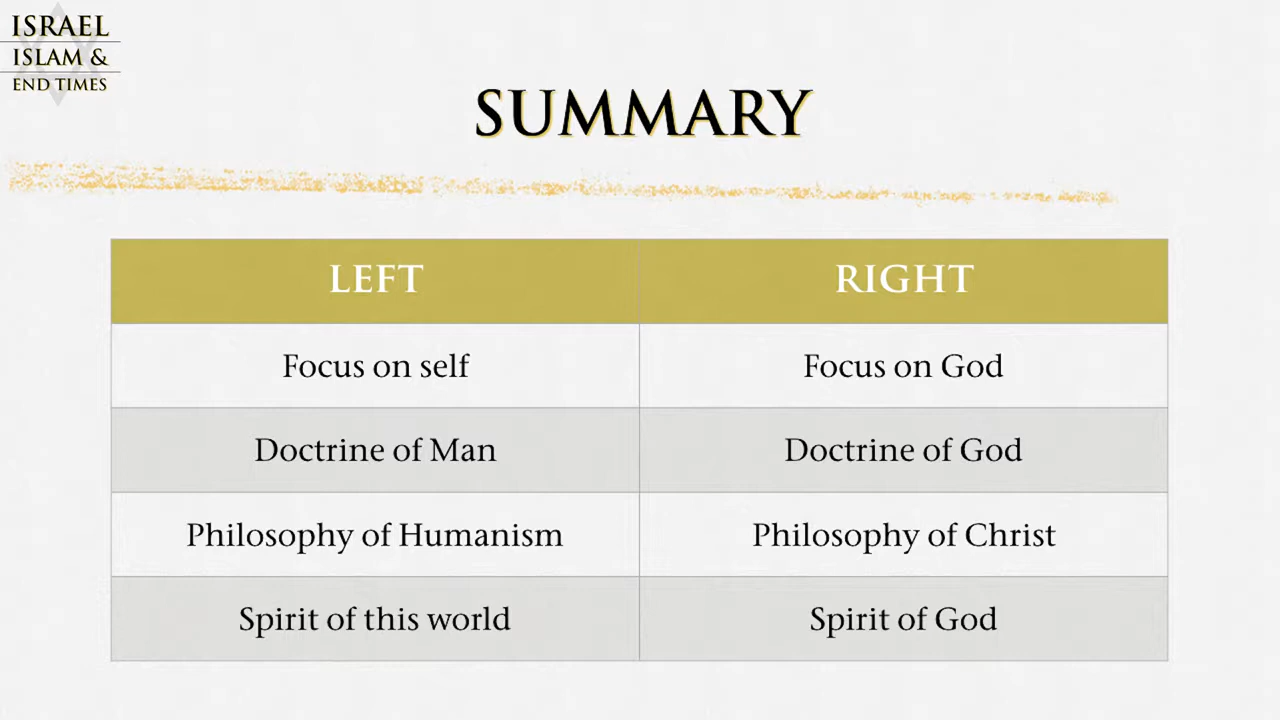 ISRAEL
ISLAM &
END TIMES
SUMMARY
LEFT RIGHT
Focus on self Focus on God
Doctrine of Man Doctrine of God
Philosophy of Humanism Philosophy of Christ
Spirit of this world Spirit of God